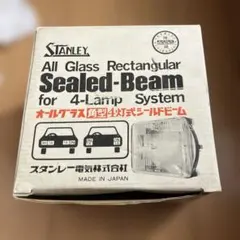 STANLEY
All Glass Rectangular
Sealed-Beam
for 4-Lamp System
オールグラス角型4灯式シールドビーム
スタンレー電気株式会社
MADE IN JAPAN